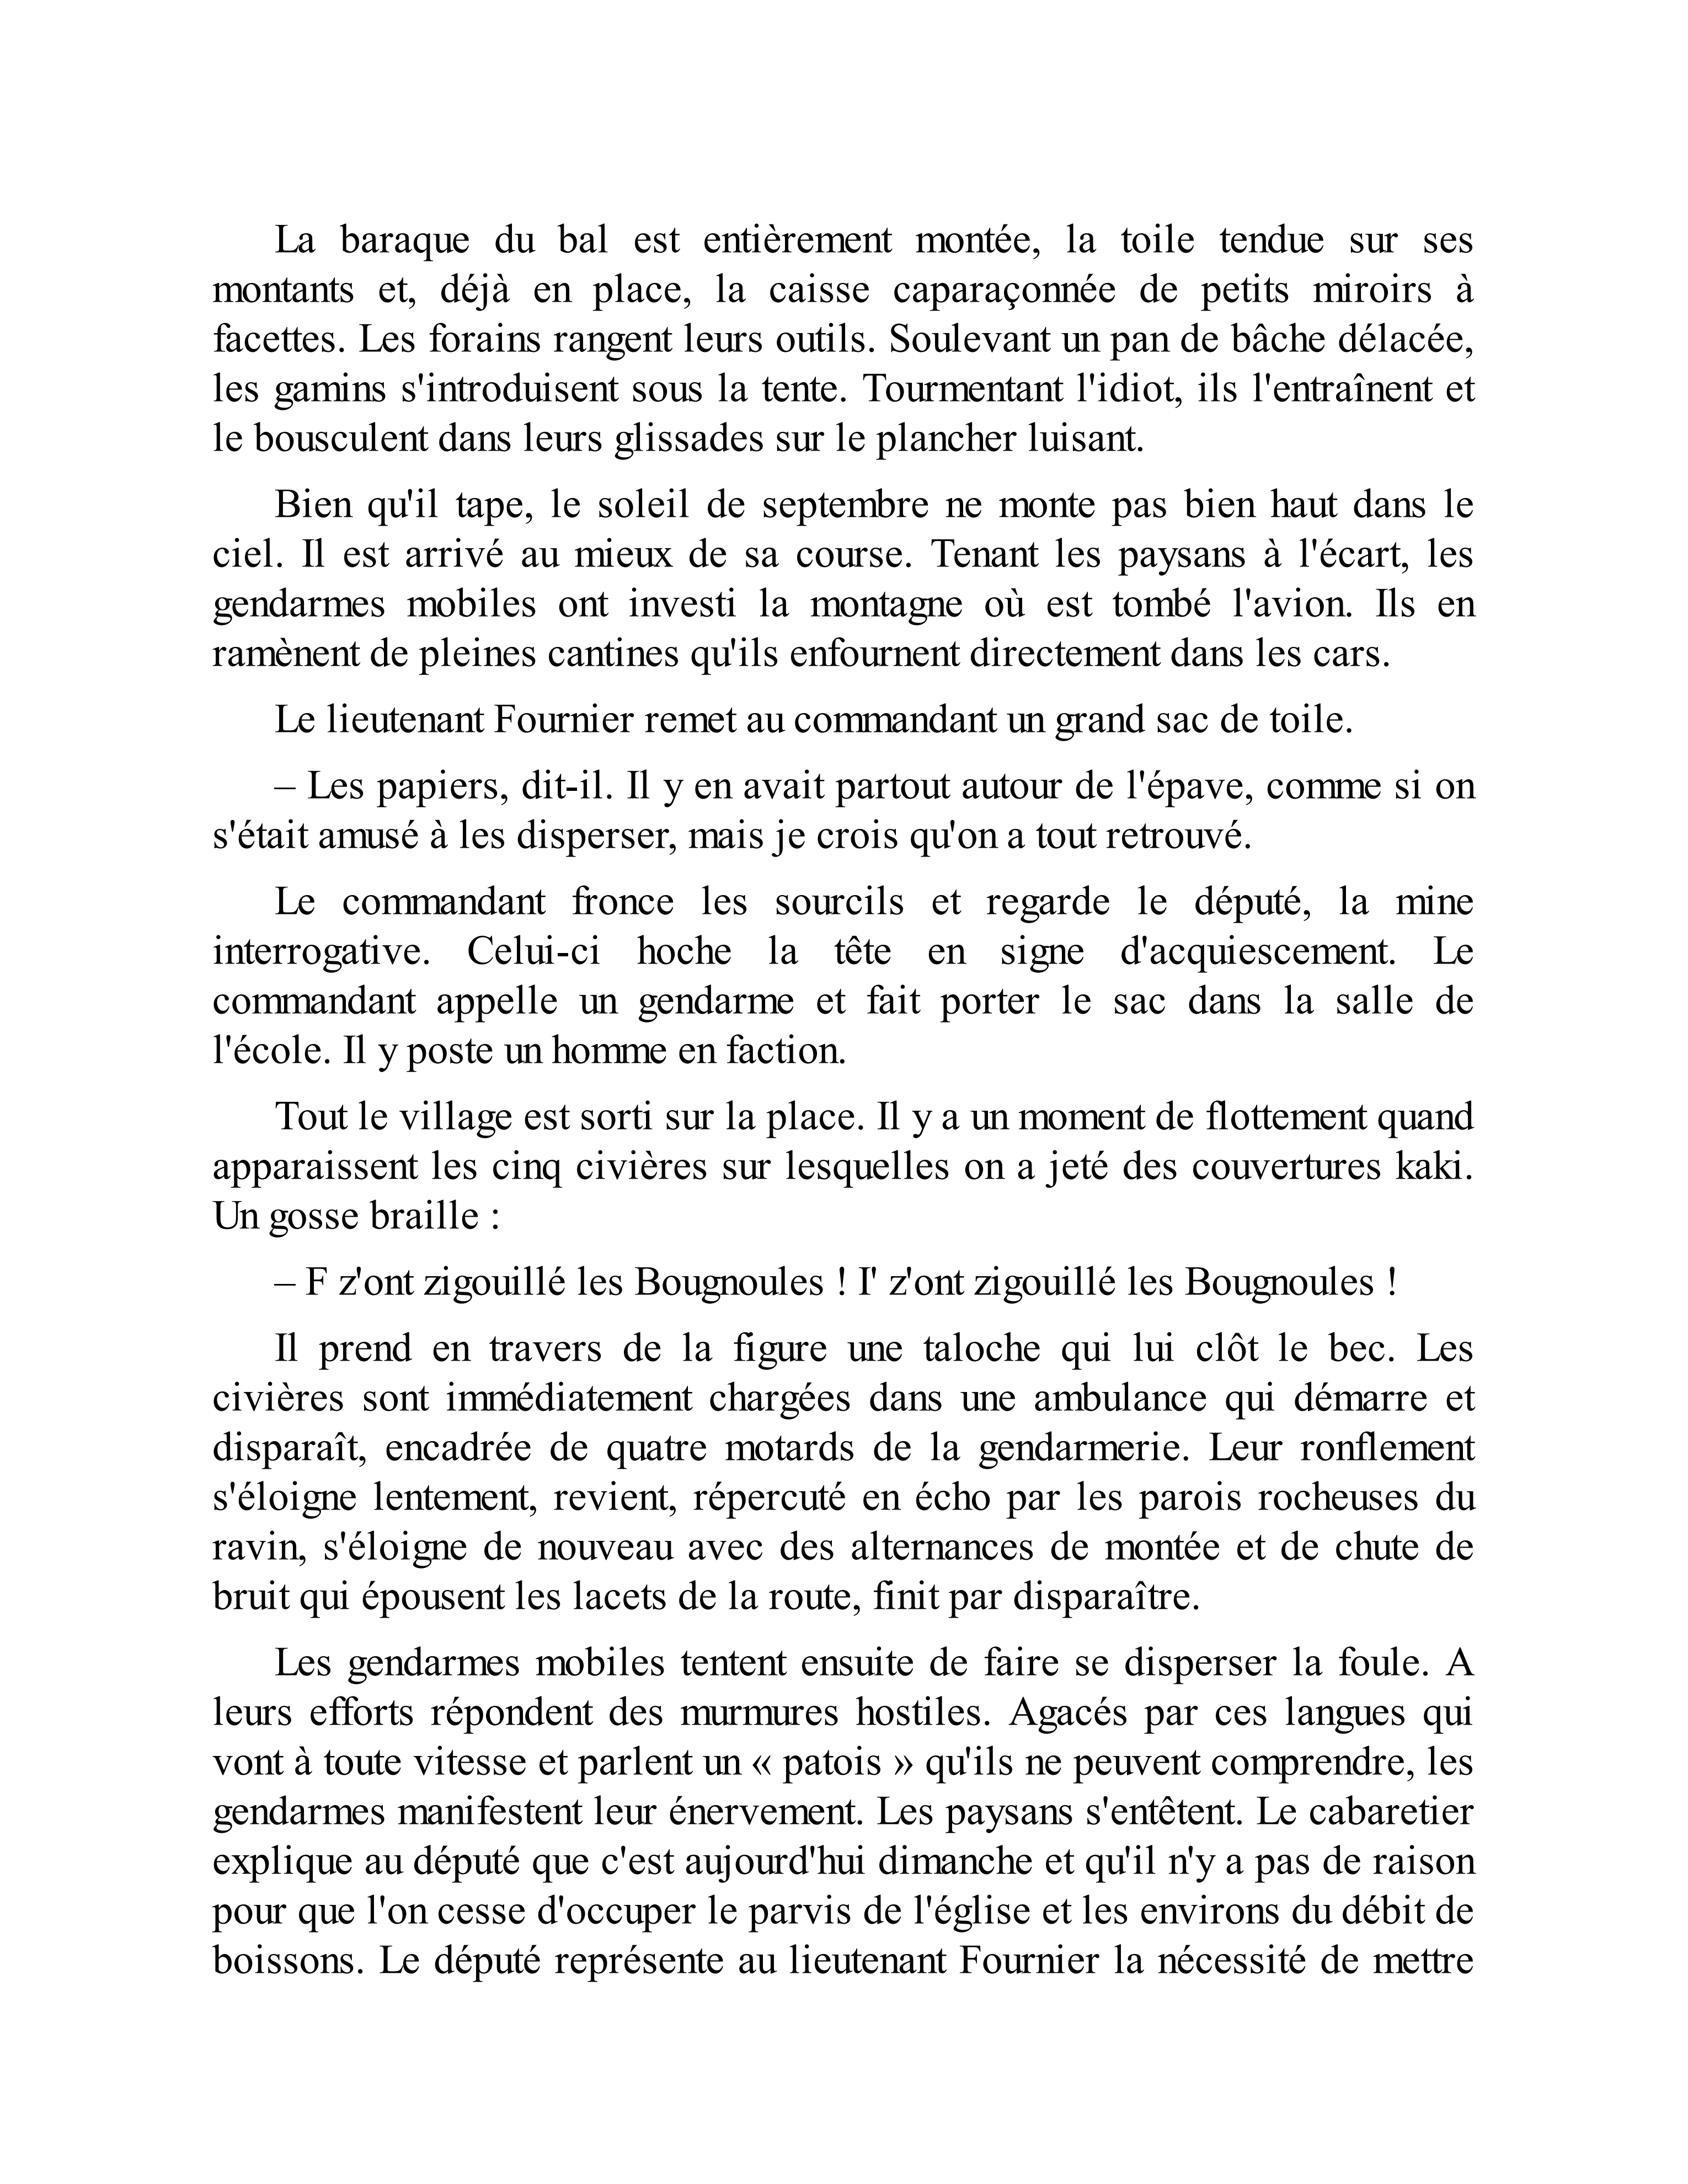 La baraque du bal est entièrement montée, la toile tendue sur ses
montants et, déjà en place, la caisse caparaçonnée de petits miroirs à
facettes. Les forains rangent leurs outils. Soulevant un pan de bâche délacée,
les gamins s'introduisent sous la tente. Tourmentant l'idiot, ils l'entraînent et
le bousculent dans leurs glissades sur le plancher luisant.
Bien qu'il tape, le soleil de septembre ne monte pas bien haut dans le
ciel. Il est arrivé au mieux de sa course. Tenant les paysans à l'écart, les
gendarmes mobiles ont investi la montagne où est tombé l'avion. Ils en
ramènent de pleines cantines qu'ils enfournent directement dans les cars.
Le lieutenant Fournier remet au commandant un grand sac de toile.
– Les papiers, dit-il. Il y en avait partout autour de l'épave, comme si on
s'était amusé à les disperser, mais je crois qu'on a tout retrouvé.
Le commandant fronce les sourcils et regarde le député, la mine
interrogative. Celui-ci hoche la tête en signe d'acquiescement. Le
commandant appelle un gendarme et fait porter le sac dans la salle de
l'école. Il y poste un homme en faction.
Tout le village est sorti sur la place. Il y a un moment de flottement quand
apparaissent les cinq civières sur lesquelles on a jeté des couvertures kaki.
Un gosse braille :
– F z'ont zigouillé les Bougnoules ! I' z'ont zigouillé les Bougnoules !
Il prend en travers de la figure une taloche qui lui clôt le bec. Les
civières sont immédiatement chargées dans une ambulance qui démarre et
disparaît, encadrée de quatre motards de la gendarmerie. Leur ronflement
s'éloigne lentement, revient, répercuté en écho par les parois rocheuses du
ravin, s'éloigne de nouveau avec des alternances de montée et de chute de
bruit qui épousent les lacets de la route, finit par disparaître.
Les gendarmes mobiles tentent ensuite de faire se disperser la foule. A
leurs efforts répondent des murmures hostiles. Agacés par ces langues qui
vont à toute vitesse et parlent un « patois » qu'ils ne peuvent comprendre, les
gendarmes manifestent leur énervement. Les paysans s'entêtent. Le cabaretier
explique au député que c'est aujourd'hui dimanche et qu'il n'y a pas de raison
pour que l'on cesse d'occuper le parvis de l'église et les environs du débit de
boissons. Le député représente au lieutenant Fournier la nécessité de mettre